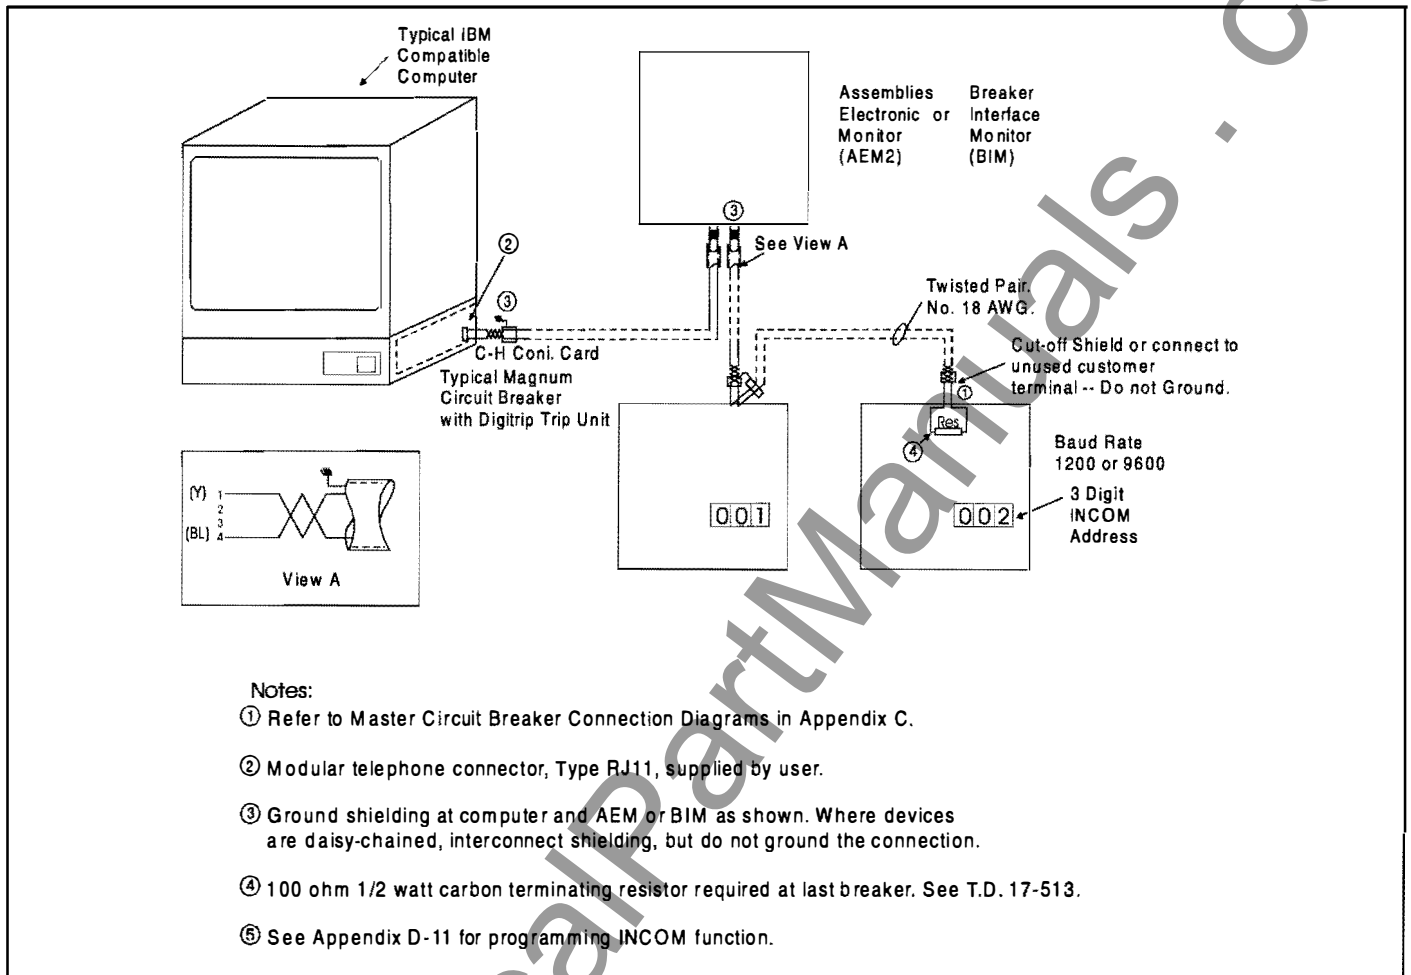 Typical IBM
Compatible
Computer
Assemblies
Electronic or
Monitor
(AEM2)
Breaker
Interface
Monitor
(BIM)
③
See View A
②
③
Twisted Pair.
No. 18 AWG.
C-H Coni. Card
Typical Magnum
Circuit Breaker
with Digitrip Trip Unit
Cut-off Shield or connect to
unused customer
terminal -- Do not Ground.
①
Res
④
Baud Rate
1200 or 9600
001
002
3 Digit
INCOM
Address
(Y) 1
2
3
(BL) 4
View A
Notes:
① Refer to Master Circuit Breaker Connection Diagrams in Appendix C.
② Modular telephone connector, Type RJ11, supplied by user.
③ Ground shielding at computer and AEM or BIM as shown. Where devices
are daisy-chained, interconnect shielding, but do not ground the connection.
④ 100 ohm 1/2 watt carbon terminating resistor required at last breaker. See T.D. 17-513.
⑤ See Appendix D-11 for programming INCOM function.